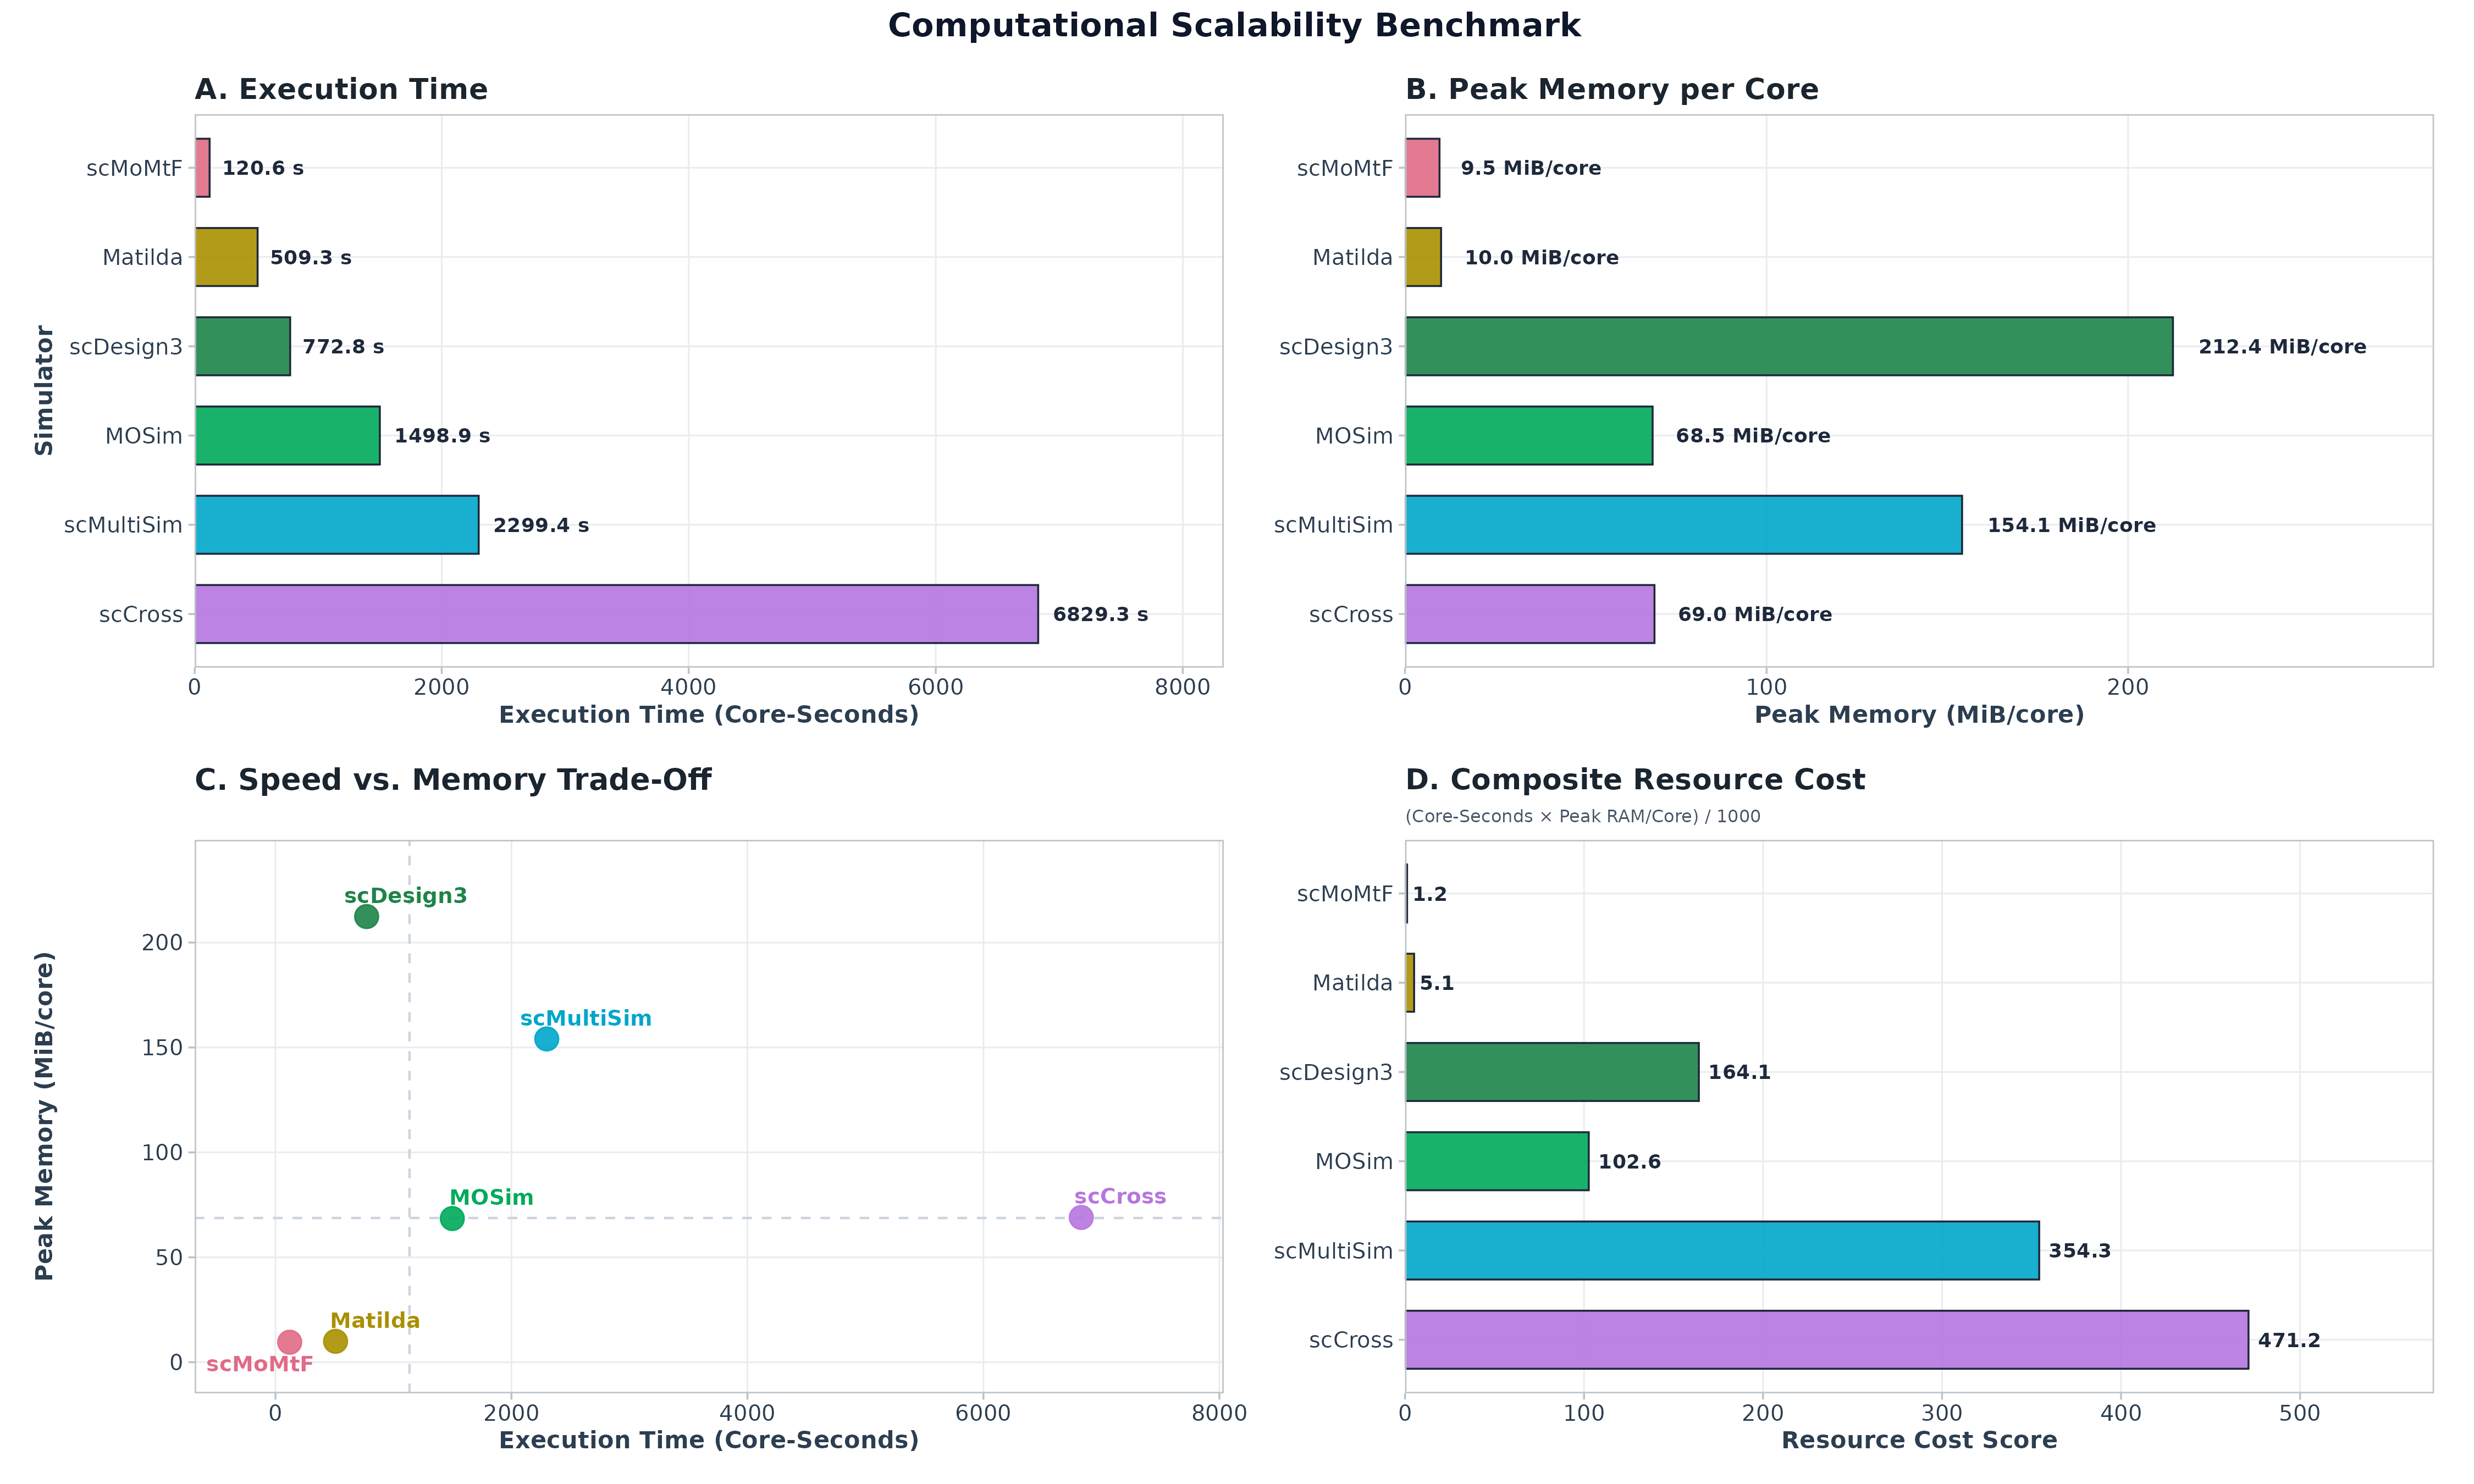 Computational Scalability Benchmark
A. Execution Time
Simulator
scMoMtF
120.6 s
Matilda
509.3 s
scDesign3
772.8 s
MOSim
1498.9 s
scMultiSim
2299.4 s
scCross
6829.3 s
0 2000 4000 6000 8000
Execution Time (Core-Seconds)
B. Peak Memory per Core
scMoMtF
9.5 MiB/core
Matilda
10.0 MiB/core
scDesign3
212.4 MiB/core
MOSim
68.5 MiB/core
scMultiSim
154.1 MiB/core
scCross
69.0 MiB/core
0 100 200
Peak Memory (MiB/core)
C. Speed vs. Memory Trade-Off
Peak Memory (MiB/core)
200
150
100
50
0
scDesign3
scMultiSim
MOSim
scCross
Matilda
scMoMtF
0 2000 4000 6000 8000
Execution Time (Core-Seconds)
D. Composite Resource Cost
(Core-Seconds × Peak RAM/Core) / 1000
scMoMtF
1.2
Matilda
5.1
scDesign3
164.1
MOSim
102.6
scMultiSim
354.3
scCross
471.2
0 100 200 300 400 500
Resource Cost Score